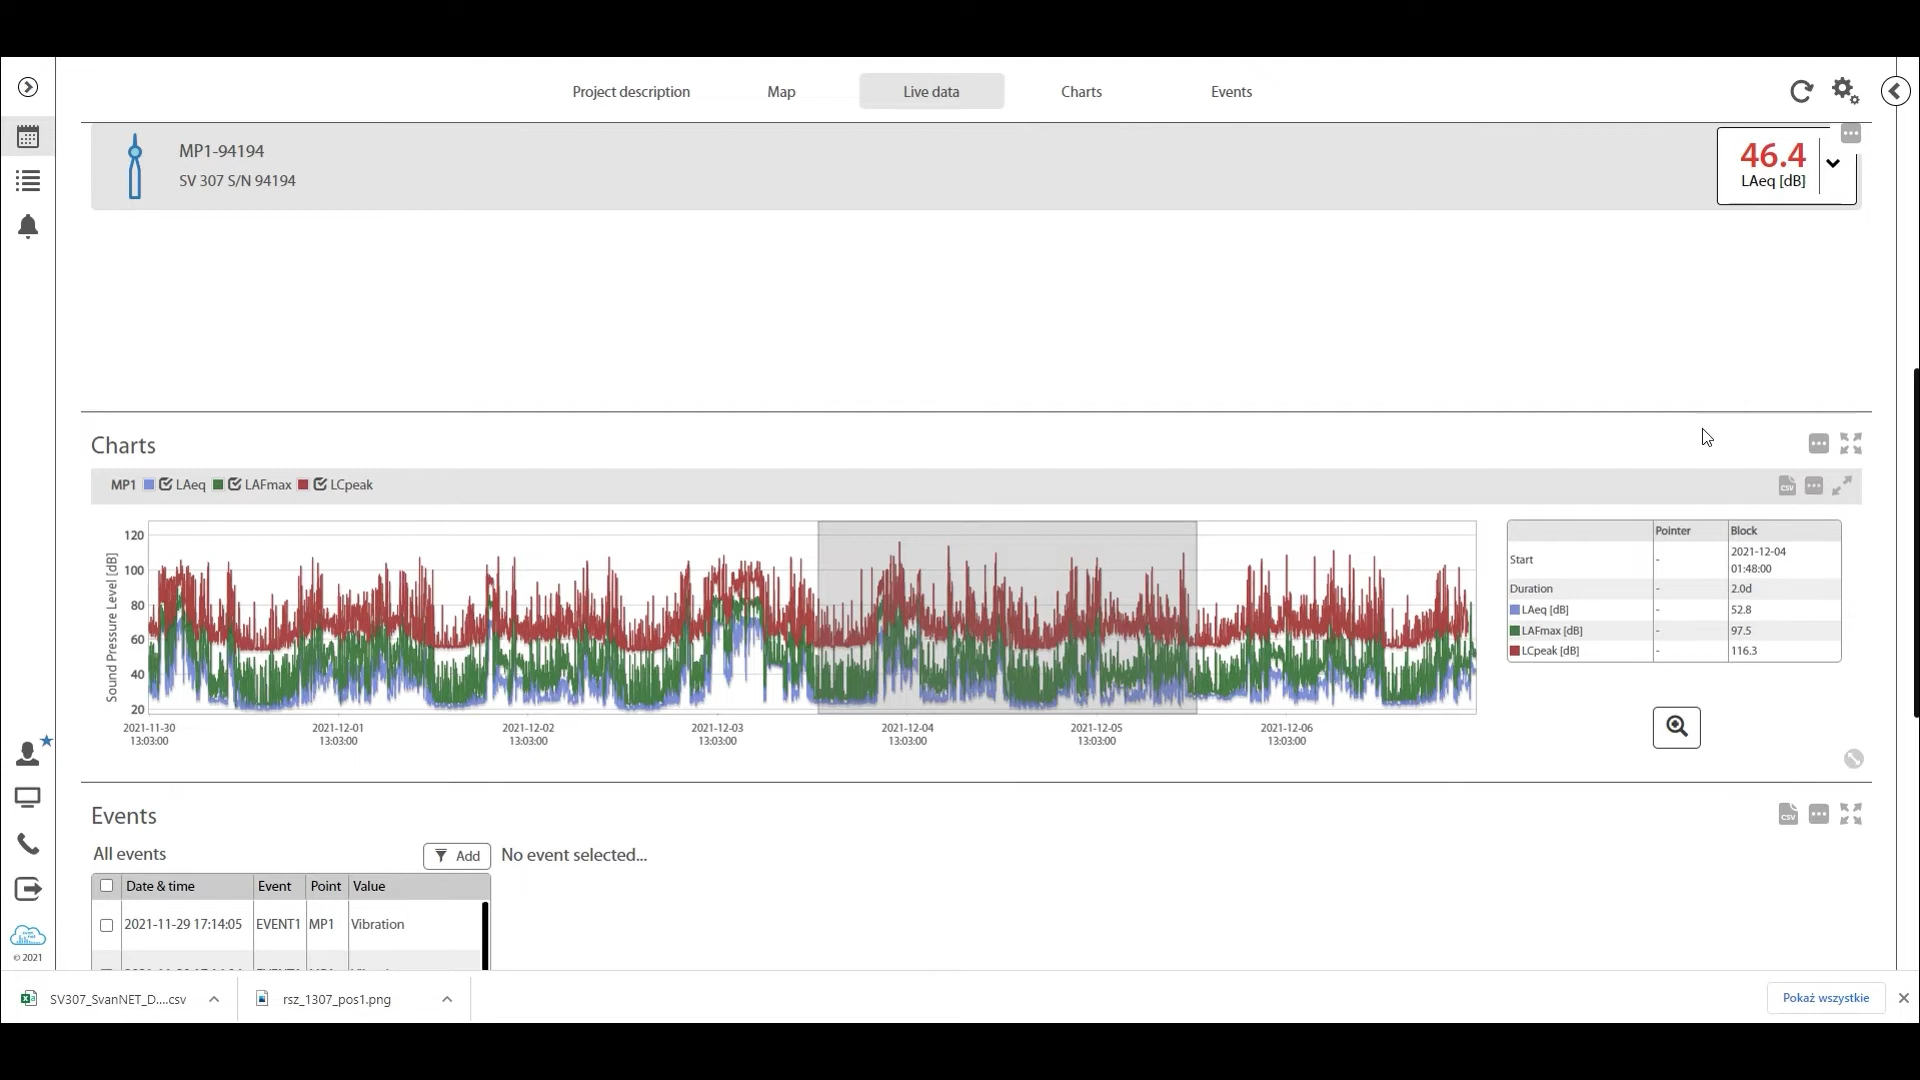 Project description
Map
Live data
Charts
Events
MP1-94194
SV 307 S/N 94194
46.4
LAeq [dB]
Charts
MP1 LAeq LAFmax LCpeak
CSV
Sound Pressure Level [dB]
120
100
80
60
40
20
2021-11-30
13:03:00
2021-12-01
13:03:00
2021-12-02
13:03:00
2021-12-03
13:03:00
2021-12-04
13:03:00
2021-12-05
13:03:00
2021-12-06
13:03:00
Pointer Block
Start - 2021-12-04
01:48:00
Duration - 2.0d
LAeq [dB] - 52.8
LAFmax [dB] - 97.5
LCpeak [dB] - 116.3
Events
CSV
All events
Add
No event selected...
Date & time Event Point Value
2021-11-29 17:14:05 EVENT1 MP1 Vibration
© 2021
SV307_SvanNET_D....csv
rsz_1307_pos1.png
Pokaż wszystkie